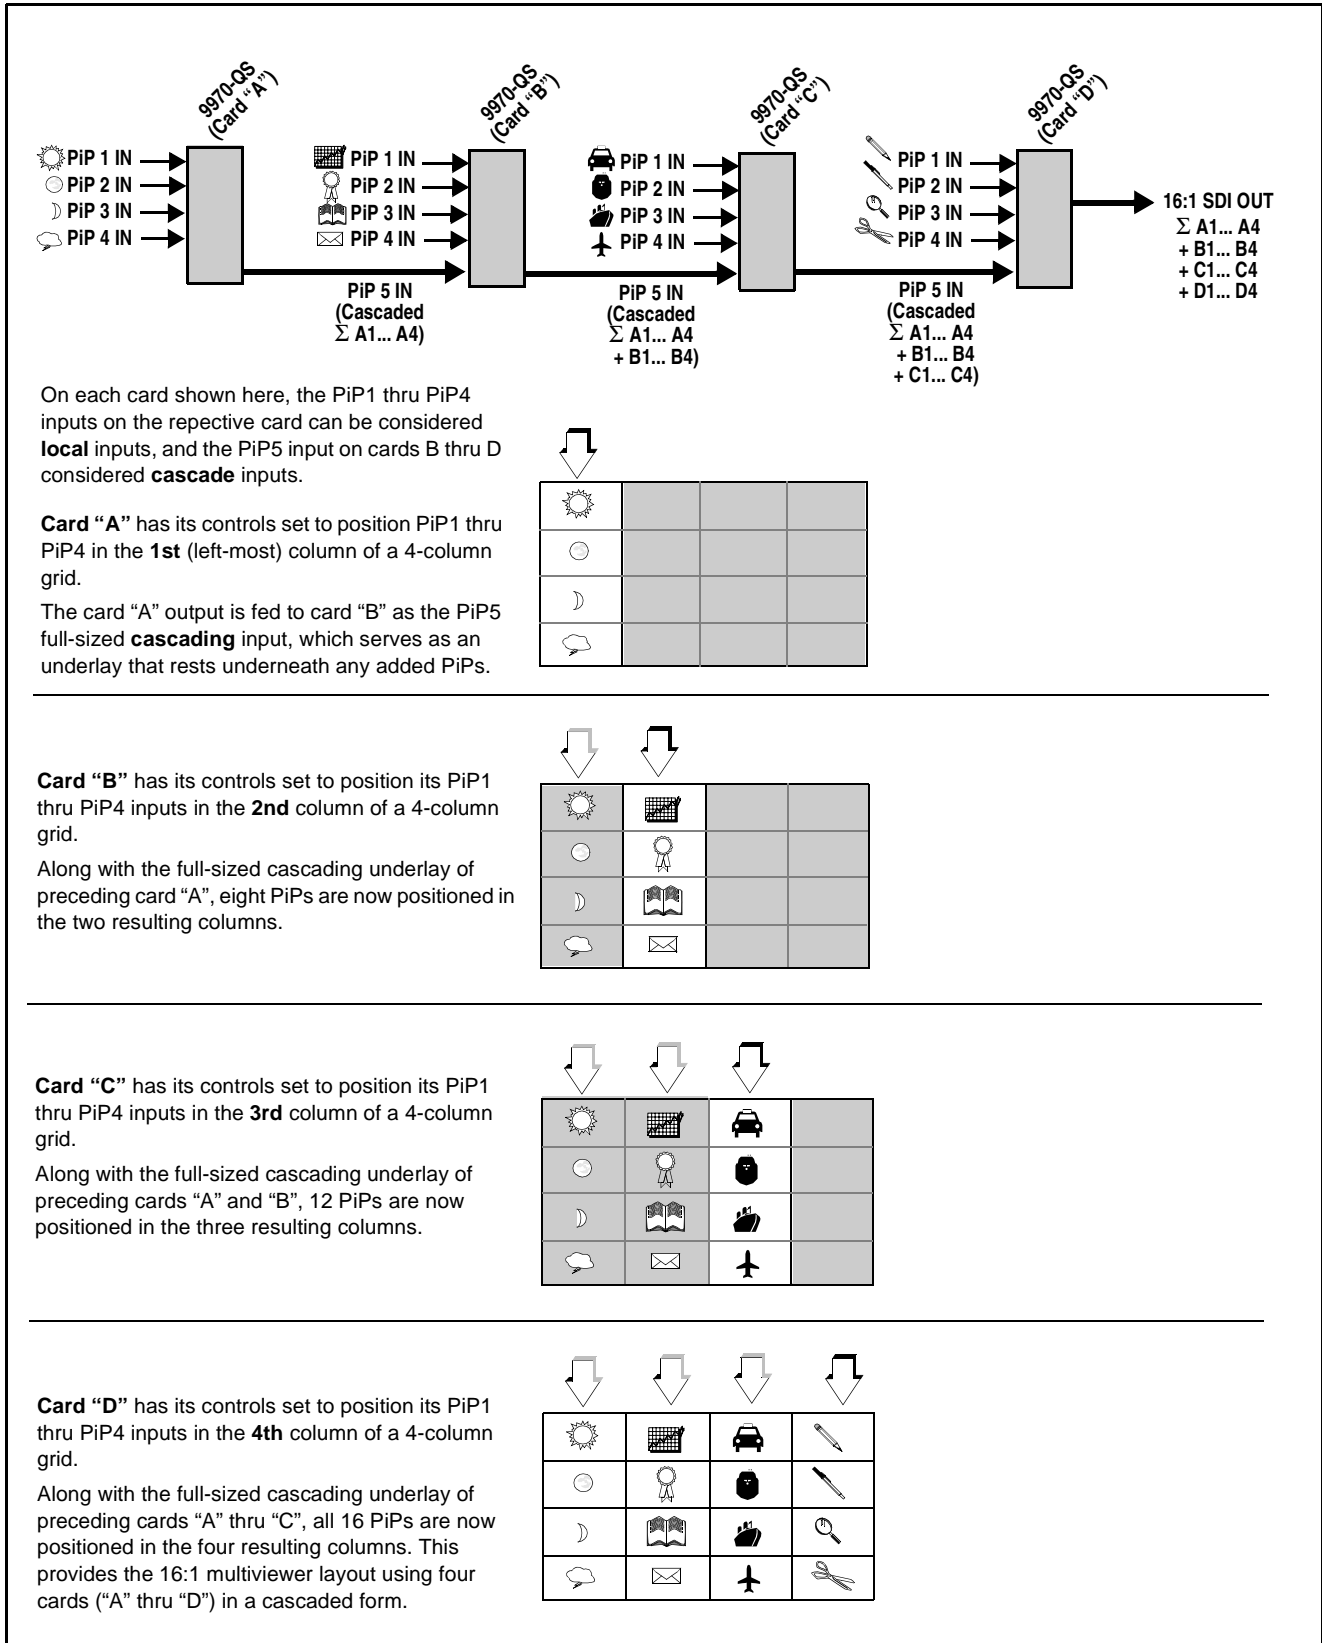 9970-QS
(Card “A”)
9970-QS
(Card “B”)
9970-QS
(Card “C”)
9970-QS
(Card “D”)
PiP 1 IN
PiP 2 IN
PiP 3 IN
PiP 4 IN
PiP 1 IN
PiP 2 IN
PiP 3 IN
PiP 4 IN
PiP 1 IN
PiP 2 IN
PiP 3 IN
PiP 4 IN
PiP 1 IN
PiP 2 IN
PiP 3 IN
PiP 4 IN
PiP 5 IN
(Cascaded
Σ A1... A4)
PiP 5 IN
(Cascaded
Σ A1... A4
+ B1... B4)
PiP 5 IN
(Cascaded
Σ A1... A4
+ B1... B4
+ C1... C4)
16:1 SDI OUT
Σ A1... A4
+ B1... B4
+ C1... C4
+ D1... D4
On each card shown here, the PiP1 thru PiP4
inputs on the repective card can be considered
local inputs, and the PiP5 input on cards B thru D
considered cascade inputs.
Card “A” has its controls set to position PiP1 thru
PiP4 in the 1st (left-most) column of a 4-column
grid.
The card “A” output is fed to card “B” as the PiP5
full-sized cascading input, which serves as an
underlay that rests underneath any added PiPs.
Card “B” has its controls set to position its PiP1
thru PiP4 inputs in the 2nd column of a 4-column
grid.
Along with the full-sized cascading underlay of
preceding card “A”, eight PiPs are now positioned in
the two resulting columns.
Card “C” has its controls set to position its PiP1
thru PiP4 inputs in the 3rd column of a 4-column
grid.
Along with the full-sized cascading underlay of
preceding cards “A” and “B”, 12 PiPs are now
positioned in the three resulting columns.
Card “D” has its controls set to position its PiP1
thru PiP4 inputs in the 4th column of a 4-column
grid.
Along with the full-sized cascading underlay of
preceding cards “A” thru “C”, all 16 PiPs are now
positioned in the four resulting columns. This
provides the 16:1 multiviewer layout using four
cards (“A” thru “D”) in a cascaded form.